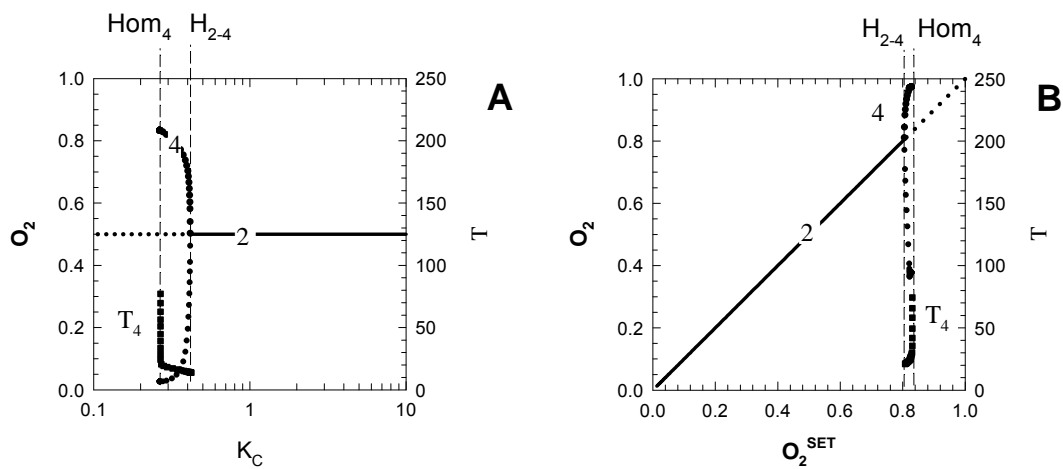 Hom4 H2-4
1.0 250 A
0.8 4 200
0.6 150
O2 2 T
0.4 100
T4
0.2 50
0.0 0
0.1 1 10
KC
H2-4 Hom4
1.0 250 B
4
0.8 200
0.6 150
O2 2 T
0.4 100
T4
0.2 50
0.0 0
0.0 0.2 0.4 0.6 0.8 1.0
O2SET